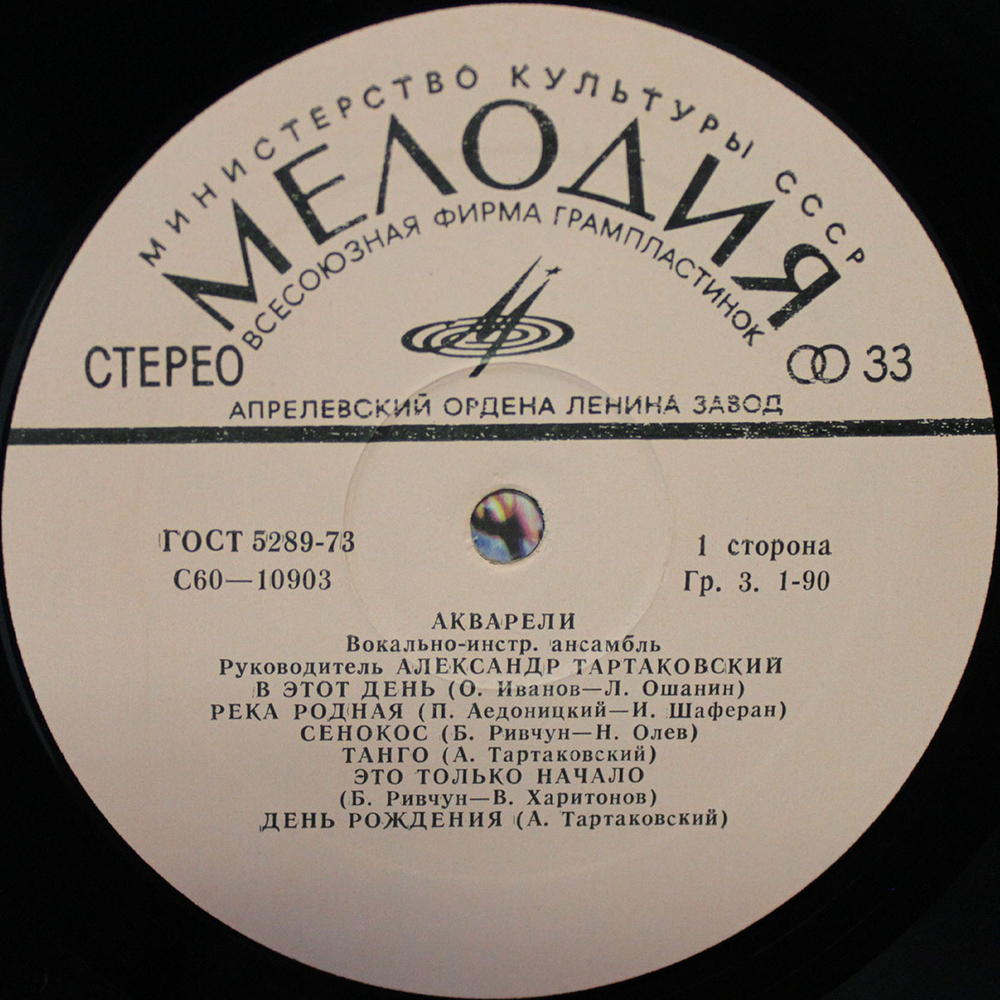 МИНИСТЕРСТВО КУЛЬТУРЫ СССР
МЕЛОДИЯ
ВСЕСОЮЗНАЯ ФИРМА ГРАМПЛАСТИНОК
СТЕРЕО
33
АПРЕЛЕВСКИЙ ОРДЕНА ЛЕНИНА ЗАВОД
ГОСТ 5289-73
1 сторона
С60—10903
Гр. 3. 1-90
АКВАРЕЛИ
Вокально-инстр. ансамбль
Руководитель АЛЕКСАНДР ТАРТАКОВСКИЙ
В ЭТОТ ДЕНЬ (О. Иванов—Л. Ошанин)
РЕКА РОДНАЯ (П. Аедоницкий—И. Шаферан)
СЕНОКОС (Б. Ривчун—Н. Олев)
ТАНГО (А. Тартаковский)
ЭТО ТОЛЬКО НАЧАЛО
(Б. Ривчун—В. Харитонов)
ДЕНЬ РОЖДЕНИЯ (А. Тартаковский)